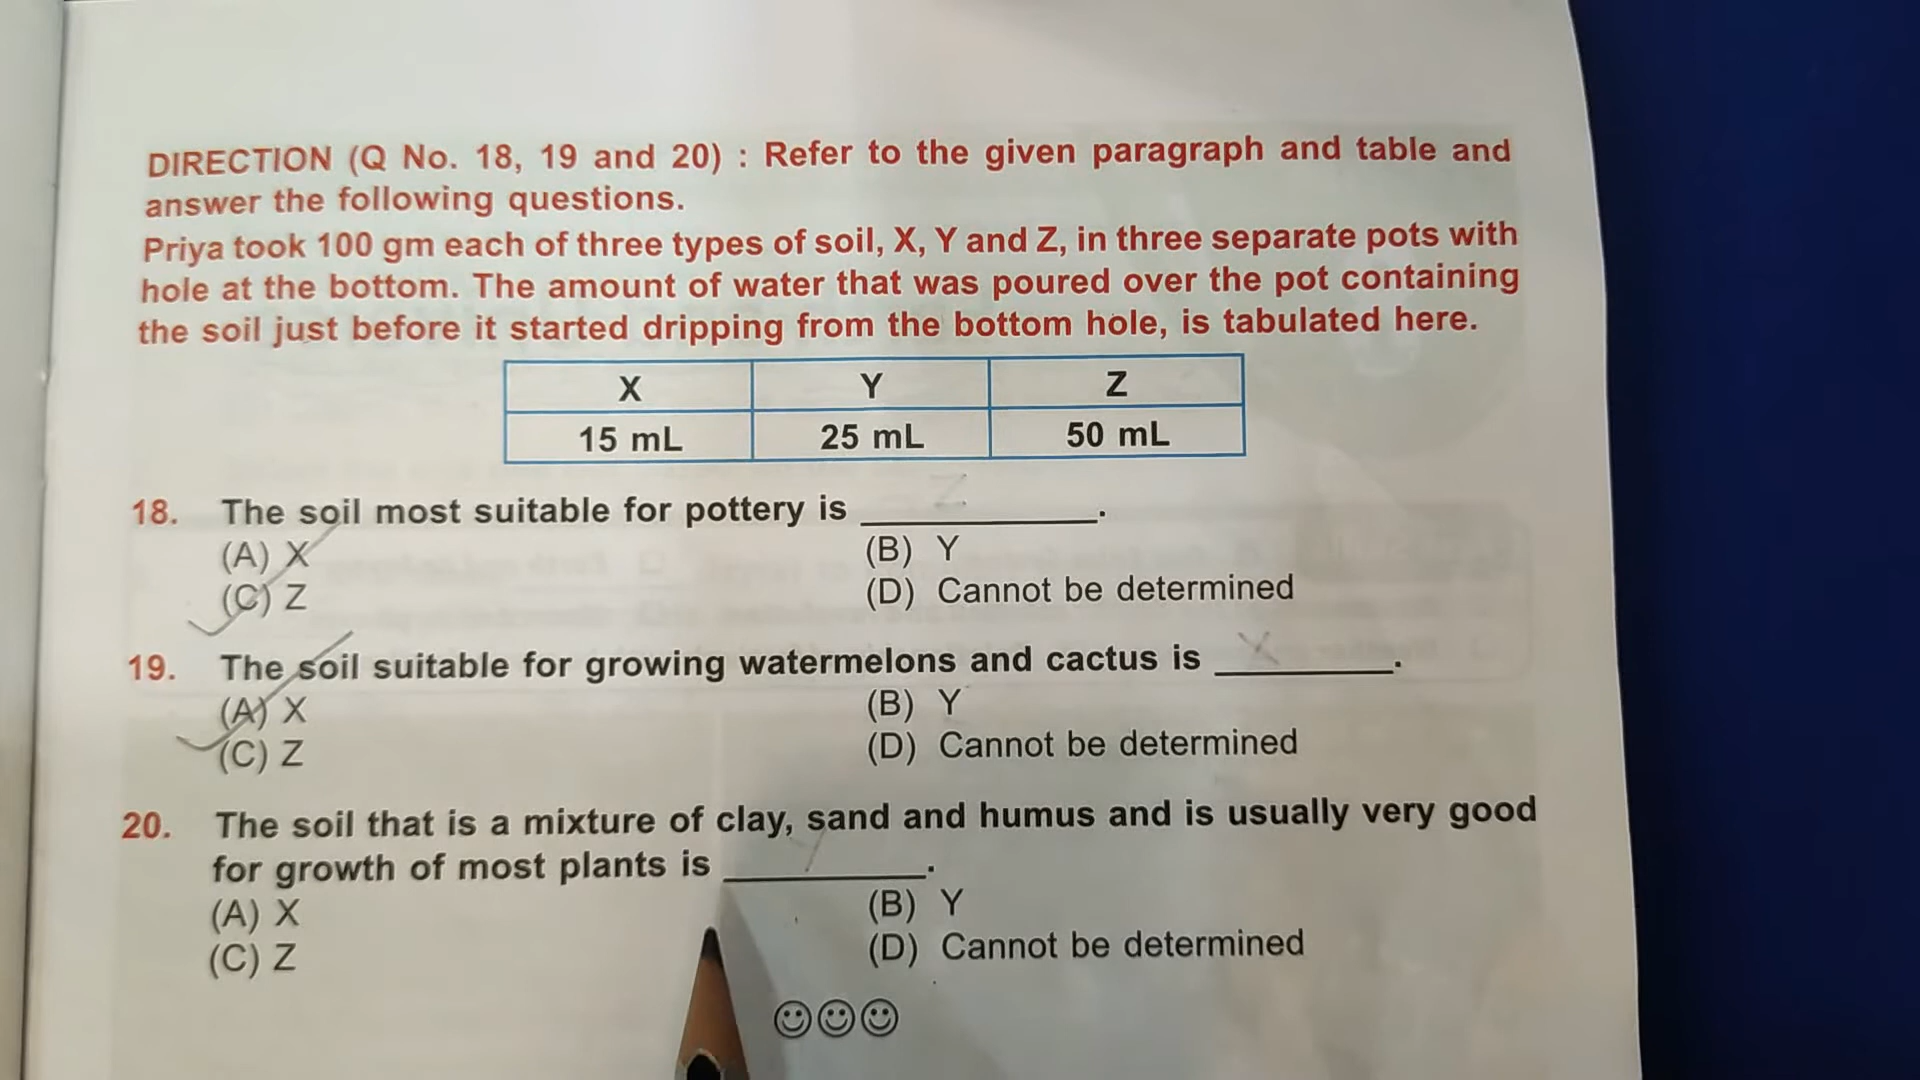 DIRECTION (Q No. 18, 19 and 20) : Refer to the given paragraph and table and
answer the following questions.
Priya took 100 gm each of three types of soil, X, Y and Z, in three separate pots with
hole at the bottom. The amount of water that was poured over the pot containing
the soil just before it started dripping from the bottom hole, is tabulated here.
X Y Z
15 mL 25 mL 50 mL
18. The soil most suitable for pottery is Z.
(A) X (B) Y
(C) Z (D) Cannot be determined
19. The soil suitable for growing watermelons and cactus is X.
(A) X (B) Y
(C) Z (D) Cannot be determined
20. The soil that is a mixture of clay, sand and humus and is usually very good
for growth of most plants is ________.
(A) X (B) Y
(C) Z (D) Cannot be determined